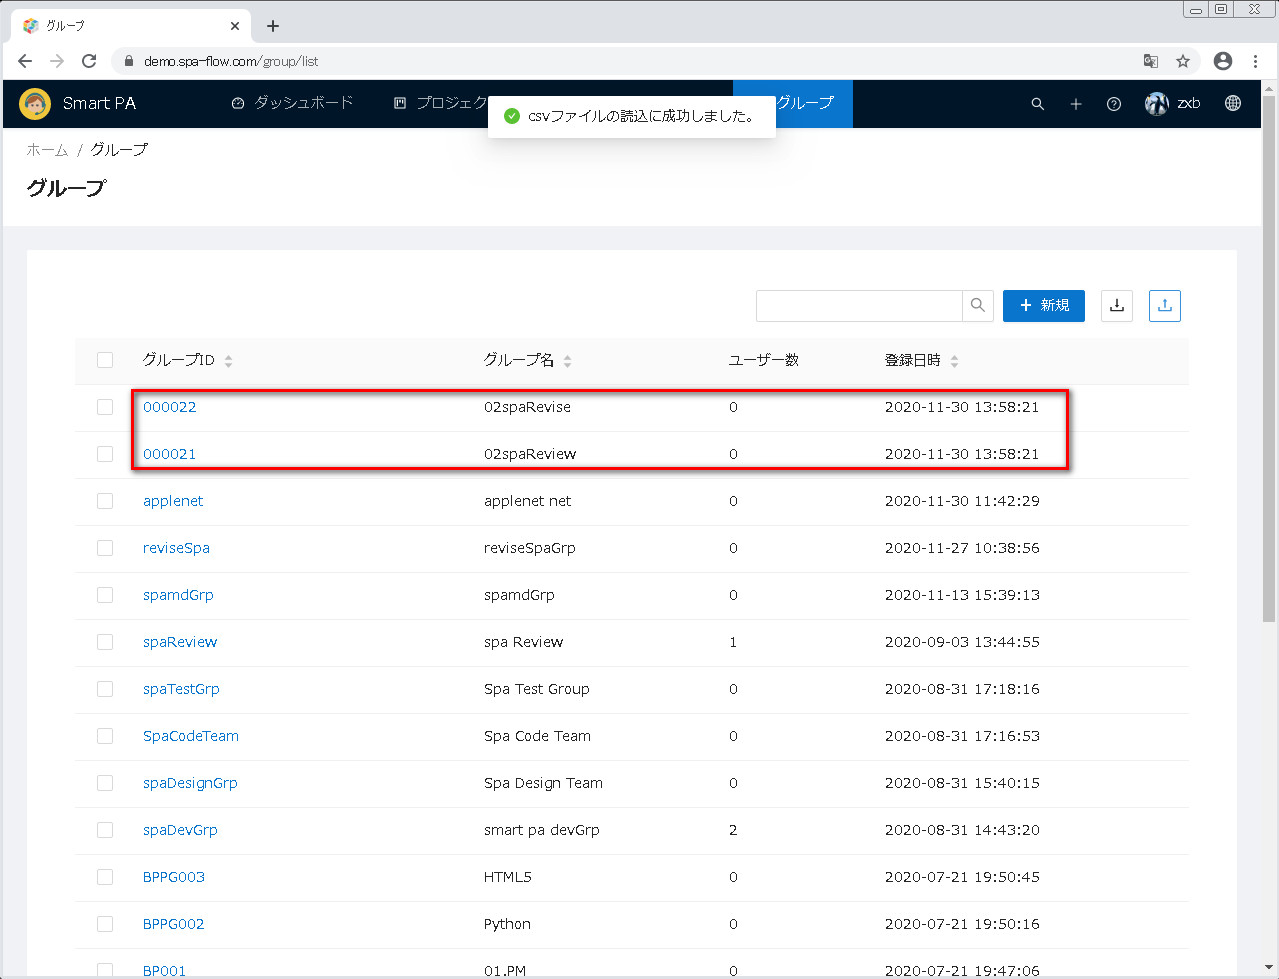 グループ
demo.spa-flow.com/group/list
Smart PA ダッシュボード プロジェク グループ zxb
csvファイルの読込に成功しました。
ホーム / グループ
グループ
新規
グループID グループ名 ユーザー数 登録日時
000022 02spaRevise 0 2020-11-30 13:58:21
000021 02spaReview 0 2020-11-30 13:58:21
applenet applenet net 0 2020-11-30 11:42:29
reviseSpa reviseSpaGrp 0 2020-11-27 10:38:56
spamdGrp spamdGrp 0 2020-11-13 15:39:13
spaReview spa Review 1 2020-09-03 13:44:55
spaTestGrp Spa Test Group 0 2020-08-31 17:18:16
SpaCodeTeam Spa Code Team 0 2020-08-31 17:16:53
spaDesignGrp Spa Design Team 0 2020-08-31 15:40:15
spaDevGrp smart pa devGrp 2 2020-08-31 14:43:20
BPPG003 HTML5 0 2020-07-21 19:50:45
BPPG002 Python 0 2020-07-21 19:50:16
BP001 01.PM 0 2020-07-21 19:47:06